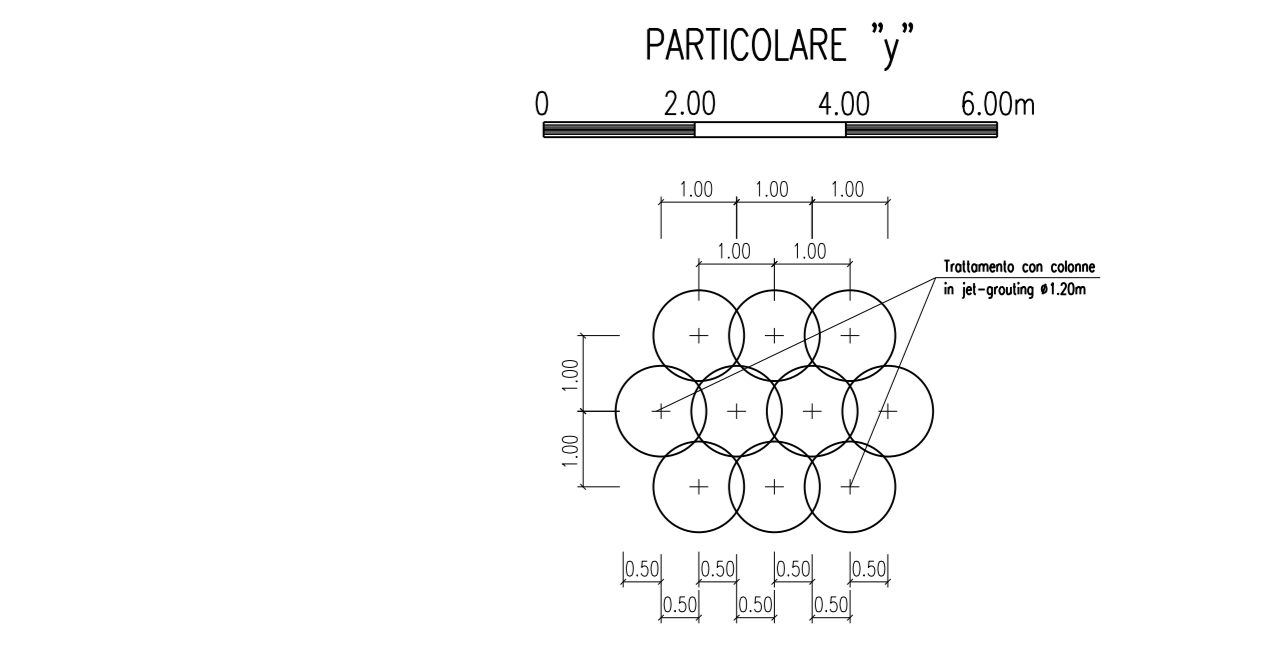 PARTICOLARE "y"
0 2.00 4.00 6.00m
1.00 1.00 1.00
1.00 1.00
Trattamento con colonne
in jet-grouting ø1.20m
1.00
1.00
0.50 0.50 0.50 0.50
0.50 0.50 0.50